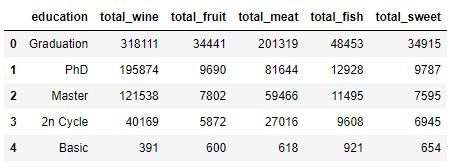 education total_wine total_fruit total_meat total_fish total_sweet
0 Graduation 318111 34441 201319 48453 34915
1 PhD 195874 9690 81644 12928 9787
2 Master 121538 7802 59466 11495 7595
3 2n Cycle 40169 5872 27016 9608 6945
4 Basic 391 600 618 921 654